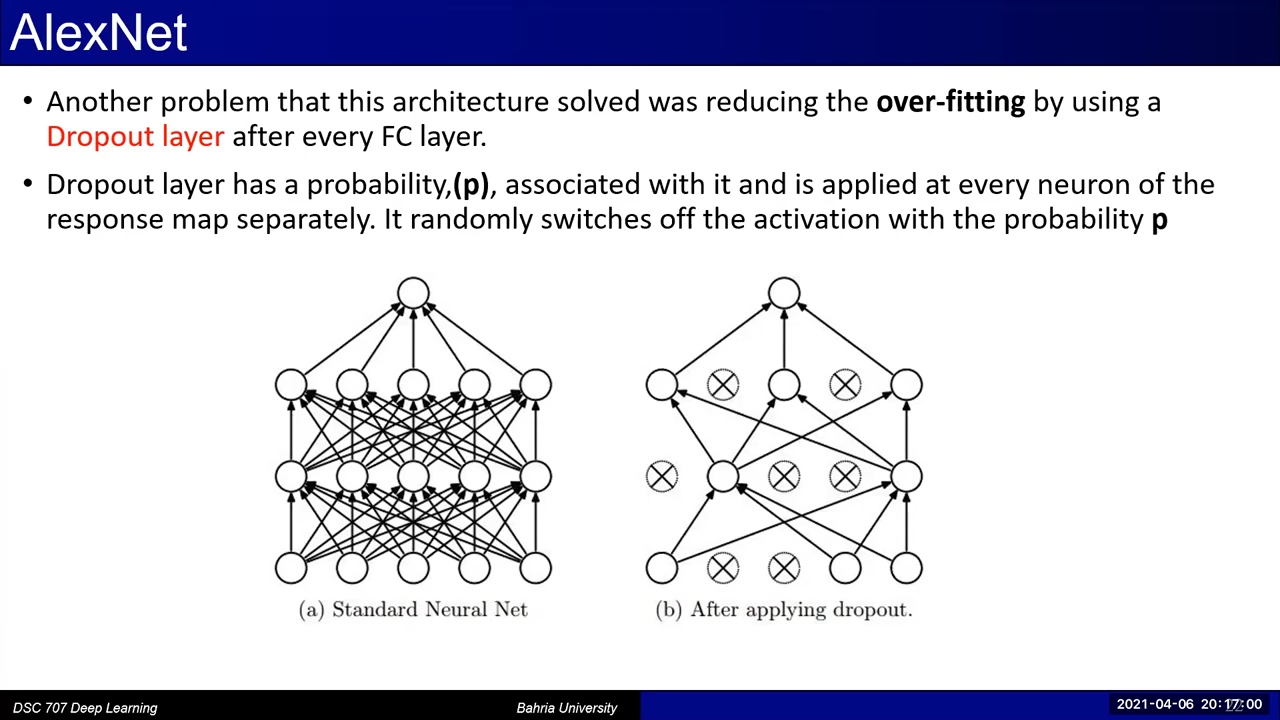 AlexNet
• Another problem that this architecture solved was reducing the over-fitting by using a
Dropout layer after every FC layer.
• Dropout layer has a probability,(p), associated with it and is applied at every neuron of the
response map separately. It randomly switches off the activation with the probability p
(a) Standard Neural Net
(b) After applying dropout.
DSC 707 Deep Learning
Bahria University
2021-04-06 20:17:00